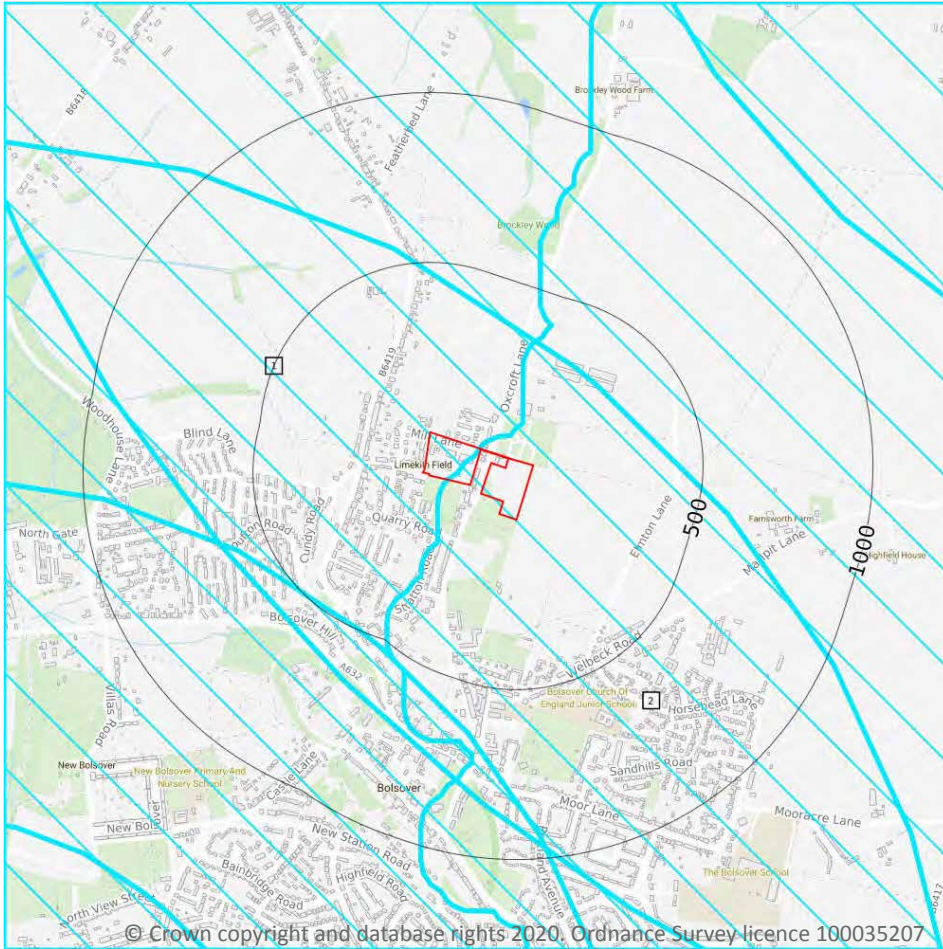 B6418
Featherbed Lane
Brockley Wood Farm
Brockley Wood
1
B6419
Oxcroft Lane
Woodhouse Lane
Blind Lane
Mill Lane
Limekiln Field
500
1000
North Gate
Cundy Road
Quarry Road
Elmton Lane
Farnsworth Farm
Marlpit Lane
Highfield House
Shuttlewood Road
Bolsover Hill
A632
Welbeck Road
Bolsover Church Of
England Junior School
2
Horsehead Lane
Villas Road
Sandhills Road
New Bolsover
New Bolsover Primary And
Nursery School
Castle Lane
Bolsover
Moor Lane
Mooracre Lane
New Bolsover
New Station Road
The Bolsover School
Bainbridge Road
Highfield Road
B6417
North View Street
© Crown copyright and database rights 2020. Ordnance Survey licence 100035207